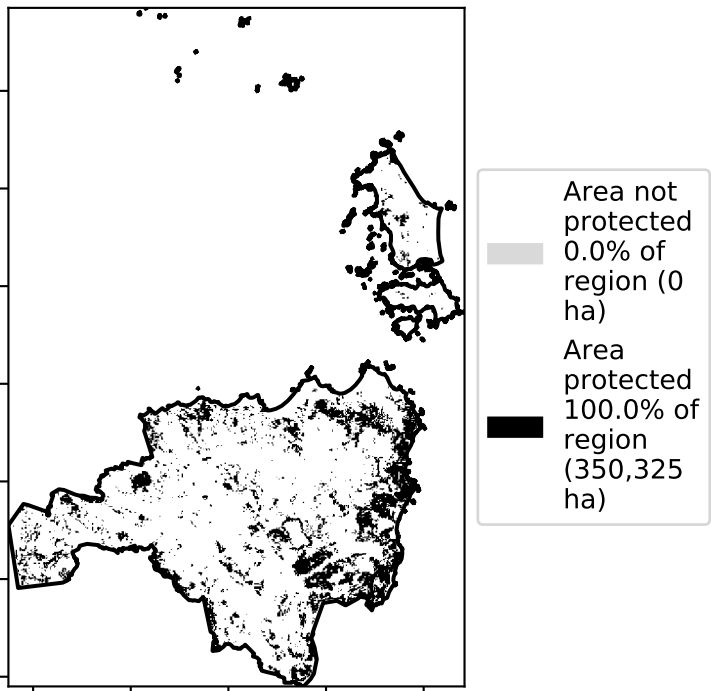 Area not
protected
0.0% of
region (0
ha)
Area
protected
100.0% of
region
(350,325
ha)